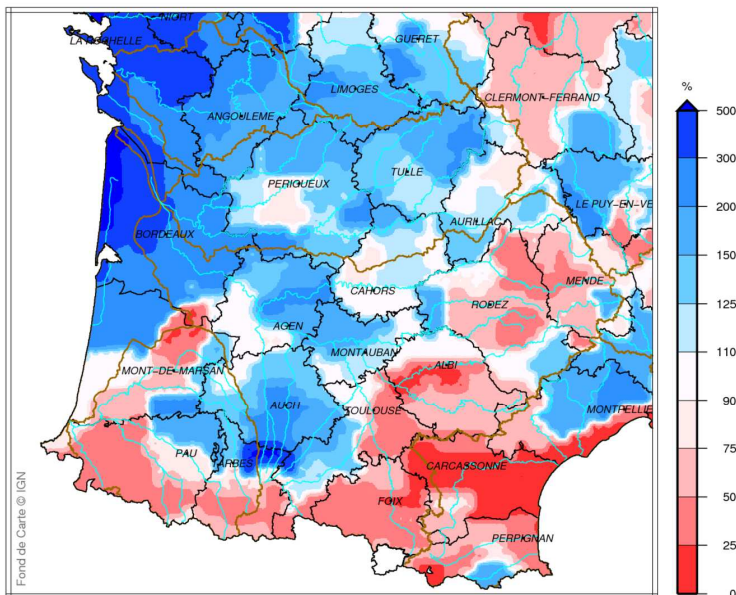 NIORT
LA ROCHELLE
GUERET
%
CLERMONT-FERRAND
500
LIMOGES
ANGOULEME
300
TULLE
PERIGUEUX
200
LE PUY-EN-VE
AURILLAC
BORDEAUX
150
MENDE
CAHORS
125
RODEZ
AGEN
110
MONTAUBAN
ALBI
MONT-DE-MARSAN
90
AUCH
TOULOUSE
MONTPELLIE
75
PAU
TARBES
CARCASSONNE
50
FOIX
PERPIGNAN
25
0
Fond de Carte © IGN